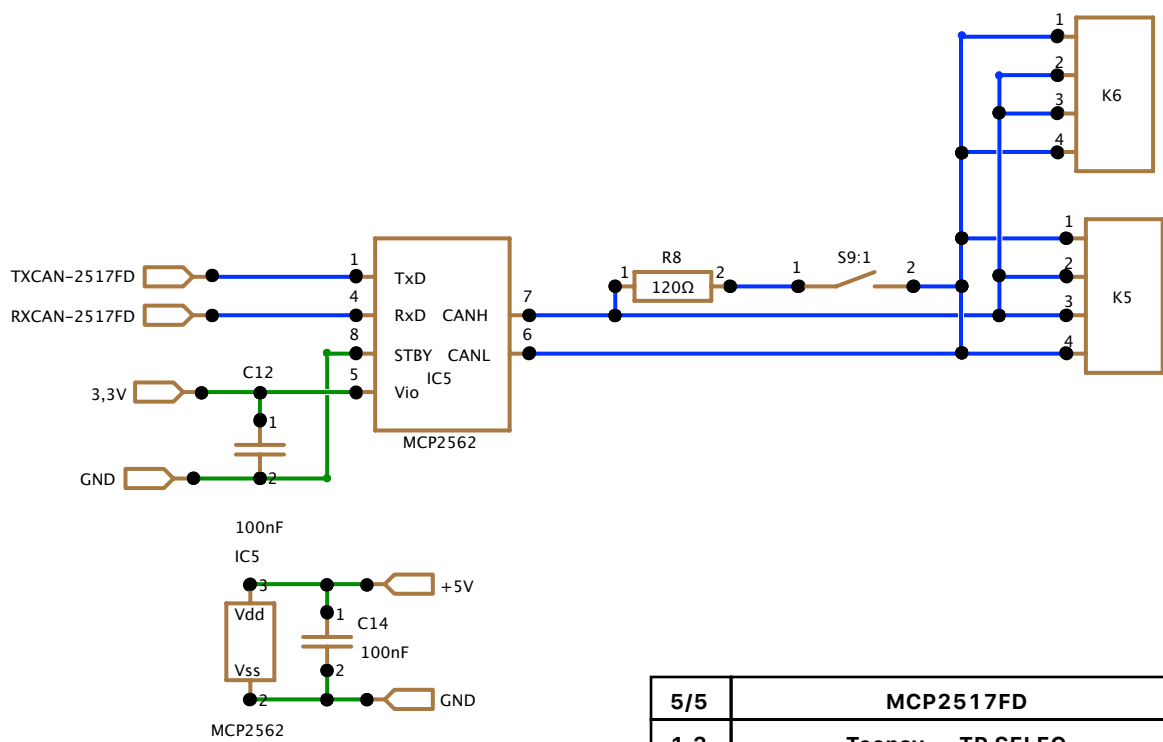 1
2
3
4
K6
1
2
3
4
K5
TXCAN-2517FD
1
TxD
RXCAN-2517FD
4
RxD
CANH
7
8
STBY
CANL
6
IC5
3,3V
5
Vio
MCP2562
C12
1
2
GND
100nF
R8
1
120Ω
2
S9:1
1
2
IC5
3
Vdd
Vss
2
MCP2562
+5V
1
C14
100nF
2
GND
5/5
MCP2517FD